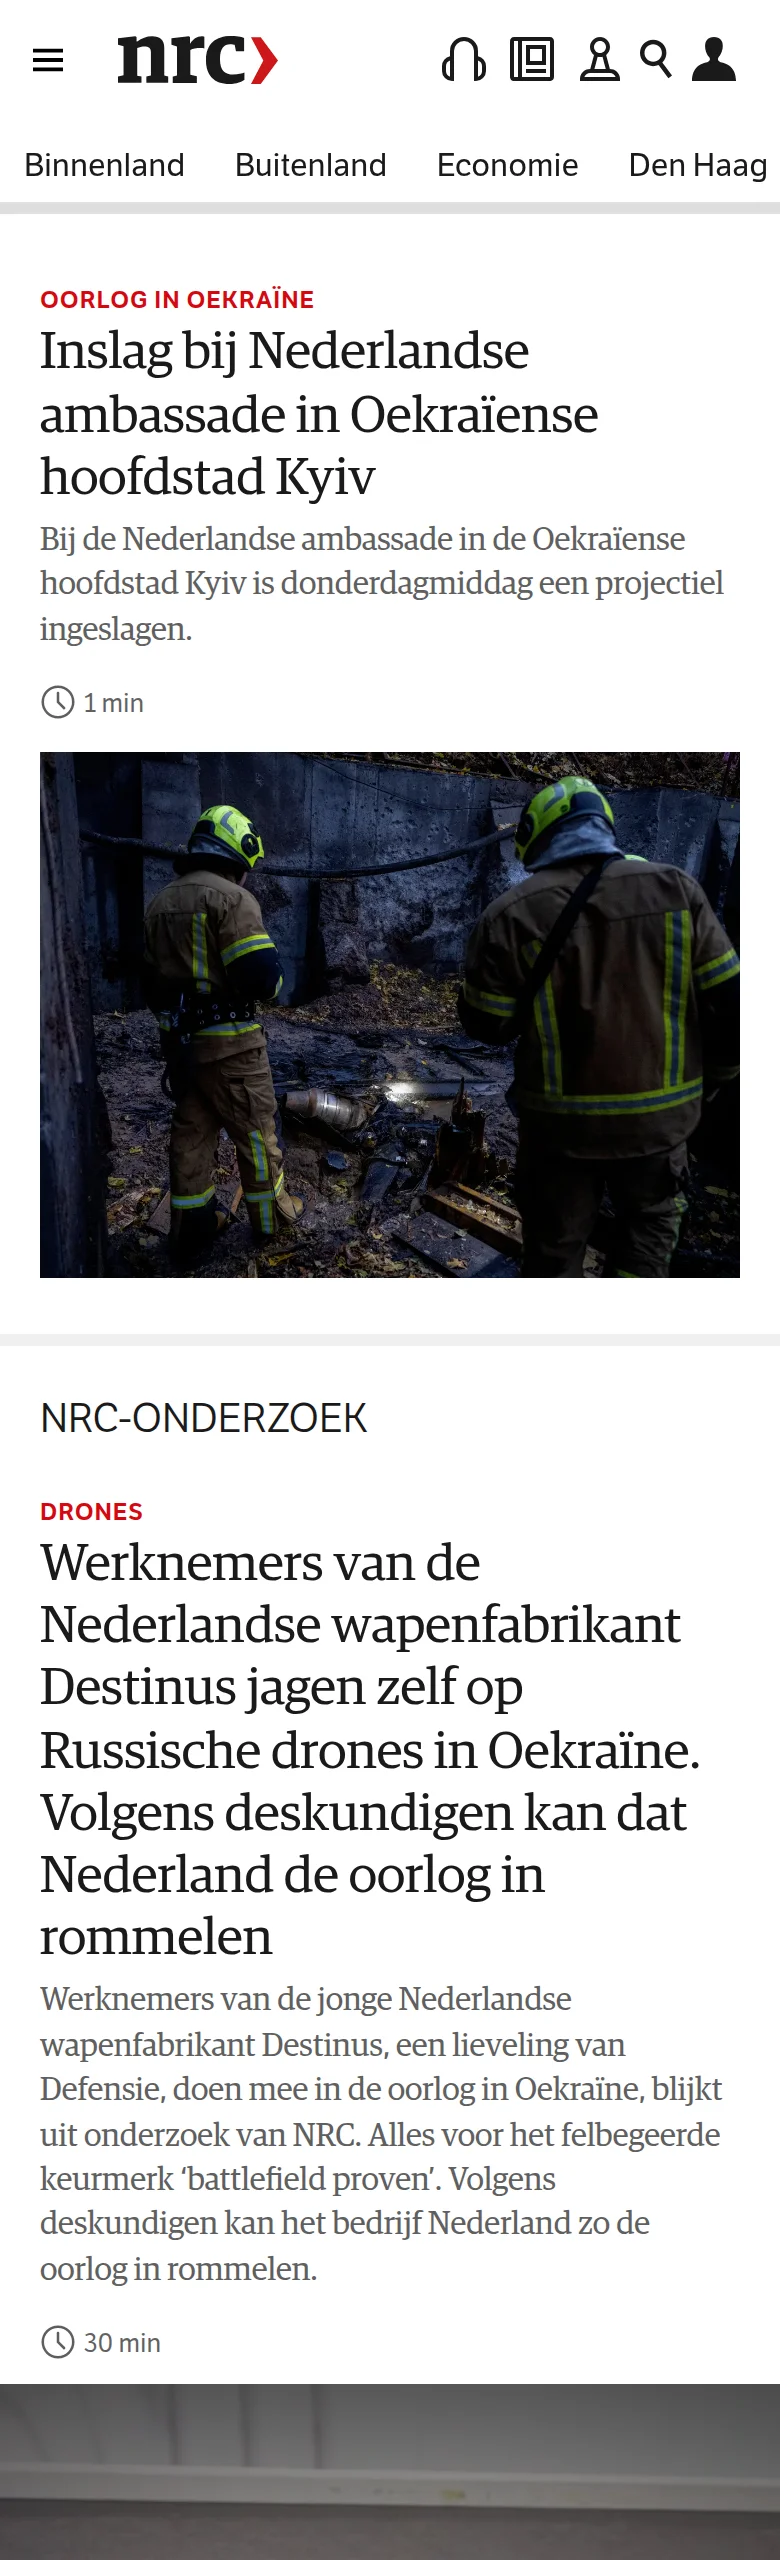 nrc
Binnenland Buitenland Economie Den Haag
OORLOG IN OEKRAÏNE
Inslag bij Nederlandse
ambassade in Oekraïense
hoofdstad Kyiv
Bij de Nederlandse ambassade in de Oekraïense
hoofdstad Kyiv is donderdagmiddag een projectiel
ingeslagen.
1 min
NRC-ONDERZOEK
DRONES
Werknemers van de
Nederlandse wapenfabrikant
Destinus jagen zelf op
Russische drones in Oekraïne.
Volgens deskundigen kan dat
Nederland de oorlog in
rommelen
Werknemers van de jonge Nederlandse
wapenfabrikant Destinus, een lieveling van
Defensie, doen mee in de oorlog in Oekraïne, blijkt
uit onderzoek van NRC. Alles voor het felbegeerde
keurmerk ‘battlefield proven’. Volgens
deskundigen kan het bedrijf Nederland zo de
oorlog in rommelen.
30 min